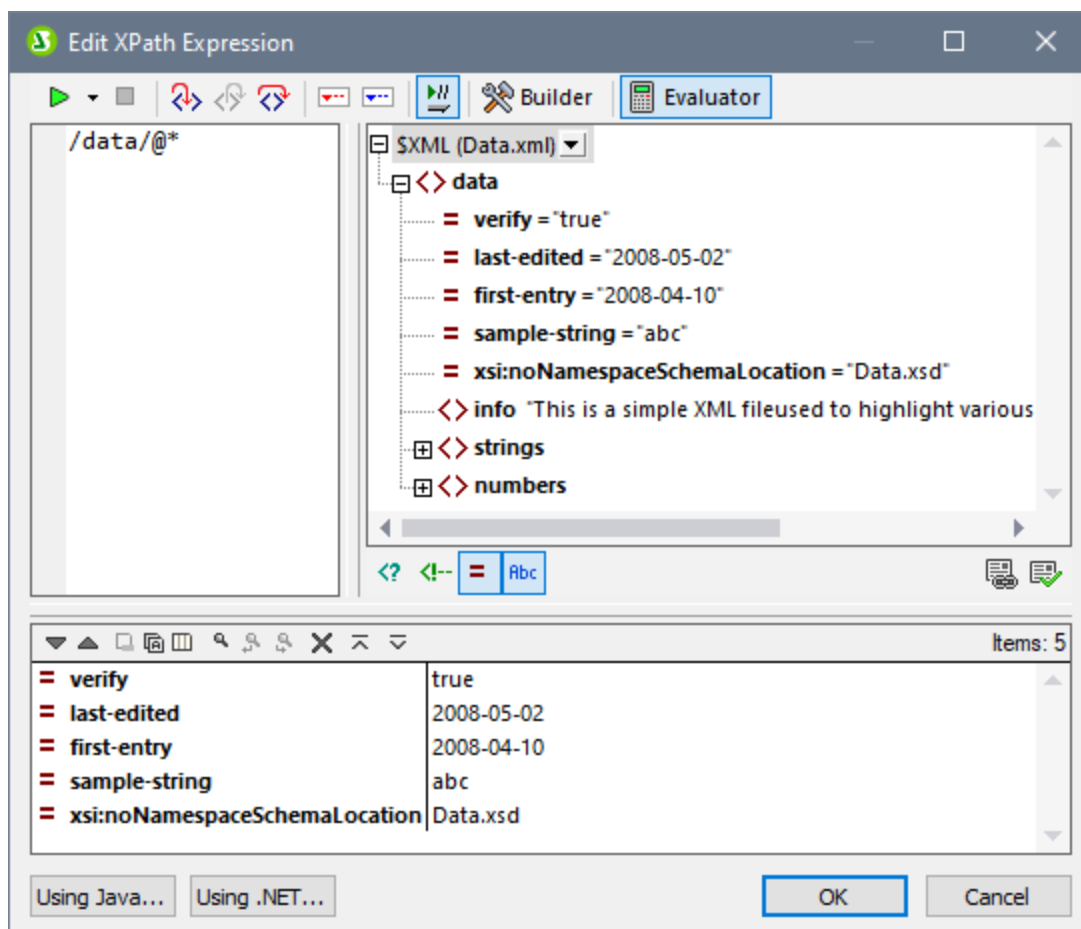 Edit XPath Expression
Builder
Evaluator
/data/@*
$XML (Data.xml)
<> data
= verify ="true"
= last-edited ="2008-05-02"
= first-entry ="2008-04-10"
= sample-string ="abc"
= xsi:noNamespaceSchemaLocation ="Data.xsd"
<> info "This is a simple XML fileused to highlight various
<> strings
<> numbers
<? <!-- = Abc
Items: 5
= verify true
= last-edited 2008-05-02
= first-entry 2008-04-10
= sample-string abc
= xsi:noNamespaceSchemaLocation Data.xsd
Using Java... Using .NET... OK Cancel